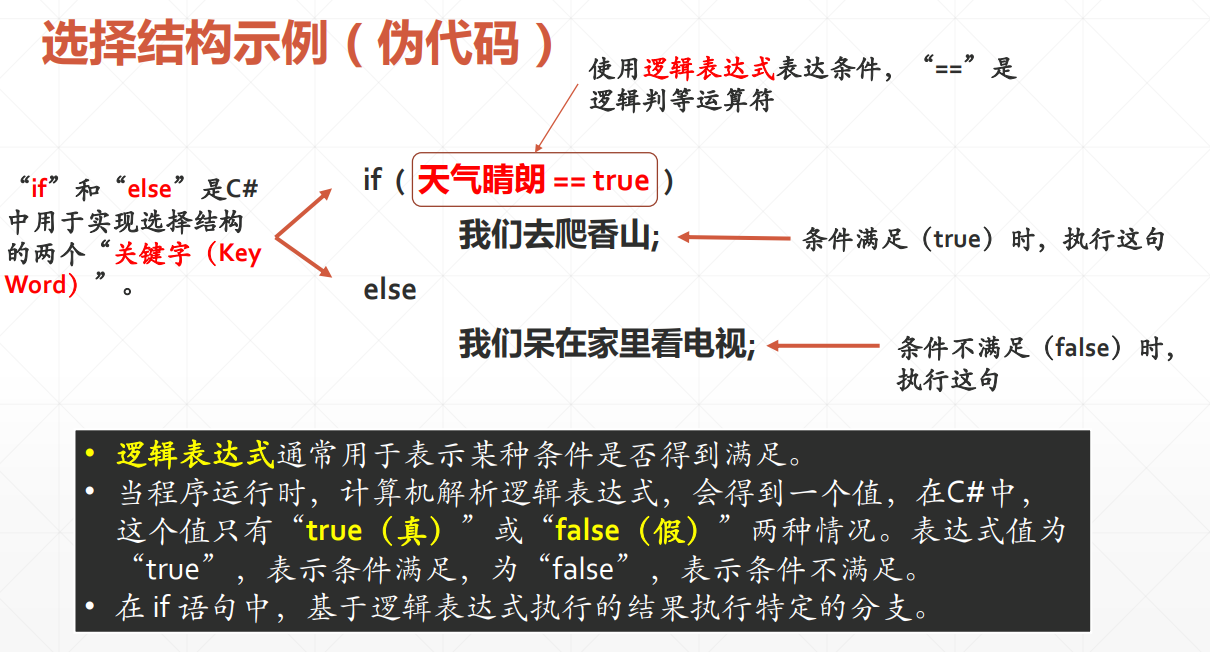 选择结构示例（伪代码）
使用逻辑表达式表达条件，“==”是
逻辑判等运算符
“if”和“else”是C#
中用于实现选择结构
的两个“关键字（Key
Word）”。
if（天气晴朗 == true）
我们去爬香山;
条件满足（true）时，执行这句
else
我们呆在家里看电视;
条件不满足（false）时，
执行这句
• 逻辑表达式通常用于表示某种条件是否得到满足。
• 当程序运行时，计算机解析逻辑表达式，会得到一个值，在C#中，
这个值只有“true（真）”或“false（假）”两种情况。表达式值为
“true”，表示条件满足，为“false”，表示条件不满足。
• 在 if 语句中，基于逻辑表达式执行的结果执行特定的分支。